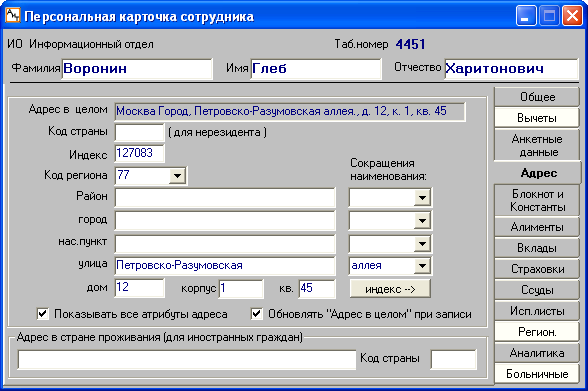 Персональная карточка сотрудника
ИО Информационный отдел Таб.номер 4451
Фамилия Воронин Имя Глеб Отчество Харитонович
Адрес в целом Москва Город, Петровско-Разумовская аллея., д. 12, к. 1, кв. 45
Код страны ( для нерезидента )
Индекс 127083
Сокращения
наименования:
Код региона 77
Район
город
нас.пункт
улица Петровско-Разумовская аллея
дом 12 корпус 1 кв. 45 индекс -->
Показывать все атрибуты адреса Обновлять "Адрес в целом" при записи
Адрес в стране проживания (для иностранных граждан)
Код страны
Общее
Вычеты
Анкетные
данные
Адрес
Блокнот и
Константы
Алименты
Вклады
Страховки
Ссуды
Исп.листы
Регион.
Аналитика
Больничные